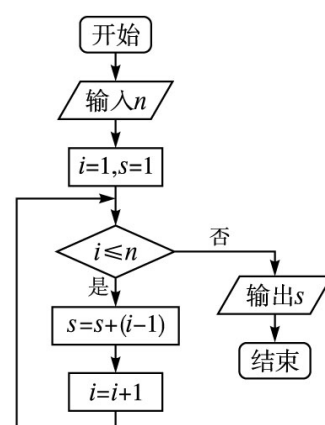 开始
输入n
i=1,s=1
i≤n
否
是
输出s
s=s+(i−1)
结束
i=i+1